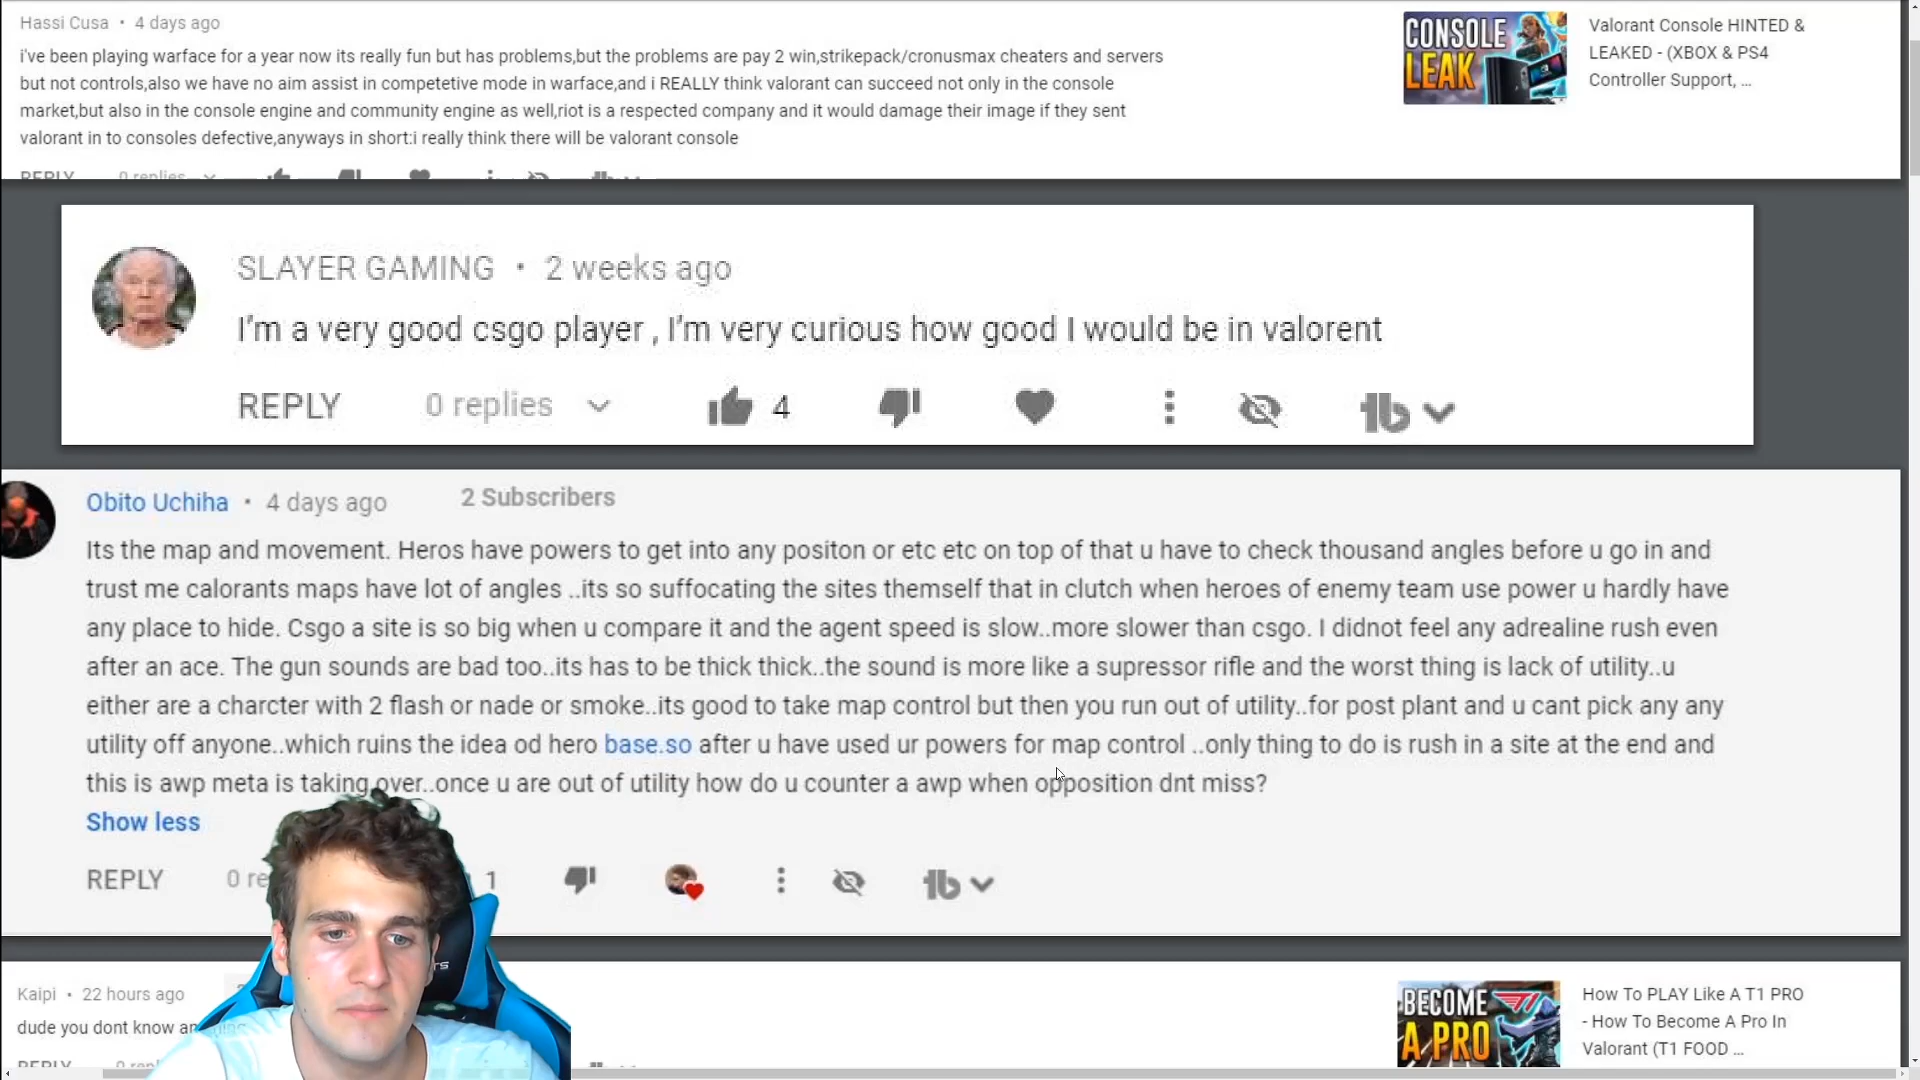 Hassi Cusa • 4 days ago
i've been playing warface for a year now its really fun but has problems,but the problems are pay 2 win,strikepack/cronusmax cheaters and servers
but not controls,also we have no aim assist in competetive mode in warface,and i REALLY think valorant can succeed not only in the console
market,but also in the console engine and community engine as well,riot is a respected company and it would damage their image if they sent
valorant in to consoles defective,anyways in short:i really think there will be valorant console
REPLY 0 replies
CONSOLE
LEAK
Valorant Console HINTED &
LEAKED - (XBOX & PS4
Controller Support, ...
SLAYER GAMING • 2 weeks ago
I'm a very good csgo player , I'm very curious how good I would be in valorent
REPLY 0 replies 4
Obito Uchiha • 4 days ago 2 Subscribers
Its the map and movement. Heros have powers to get into any positon or etc etc on top of that u have to check thousand angles before u go in and
trust me calorants maps have lot of angles ..its so suffocating the sites themself that in clutch when heroes of enemy team use power u hardly have
any place to hide. Csgo a site is so big when u compare it and the agent speed is slow..more slower than csgo. I didnot feel any adrealine rush even
after an ace. The gun sounds are bad too..its has to be thick thick..the sound is more like a supressor rifle and the worst thing is lack of utility..u
either are a charcter with 2 flash or nade or smoke..its good to take map control but then you run out of utility..for post plant and u cant pick any any
utility off anyone..which ruins the idea od hero base.so after u have used ur powers for map control ..only thing to do is rush in a site at the end and
this is awp meta is taking over..once u are out of utility how do u counter a awp when opposition dnt miss?
Show less
REPLY 0 re 1
Kaipi • 22 hours ago
dude you dont know
BECOME
A PRO
How To PLAY Like A T1 PRO
- How To Become A Pro In
Valorant (T1 FOOD ...